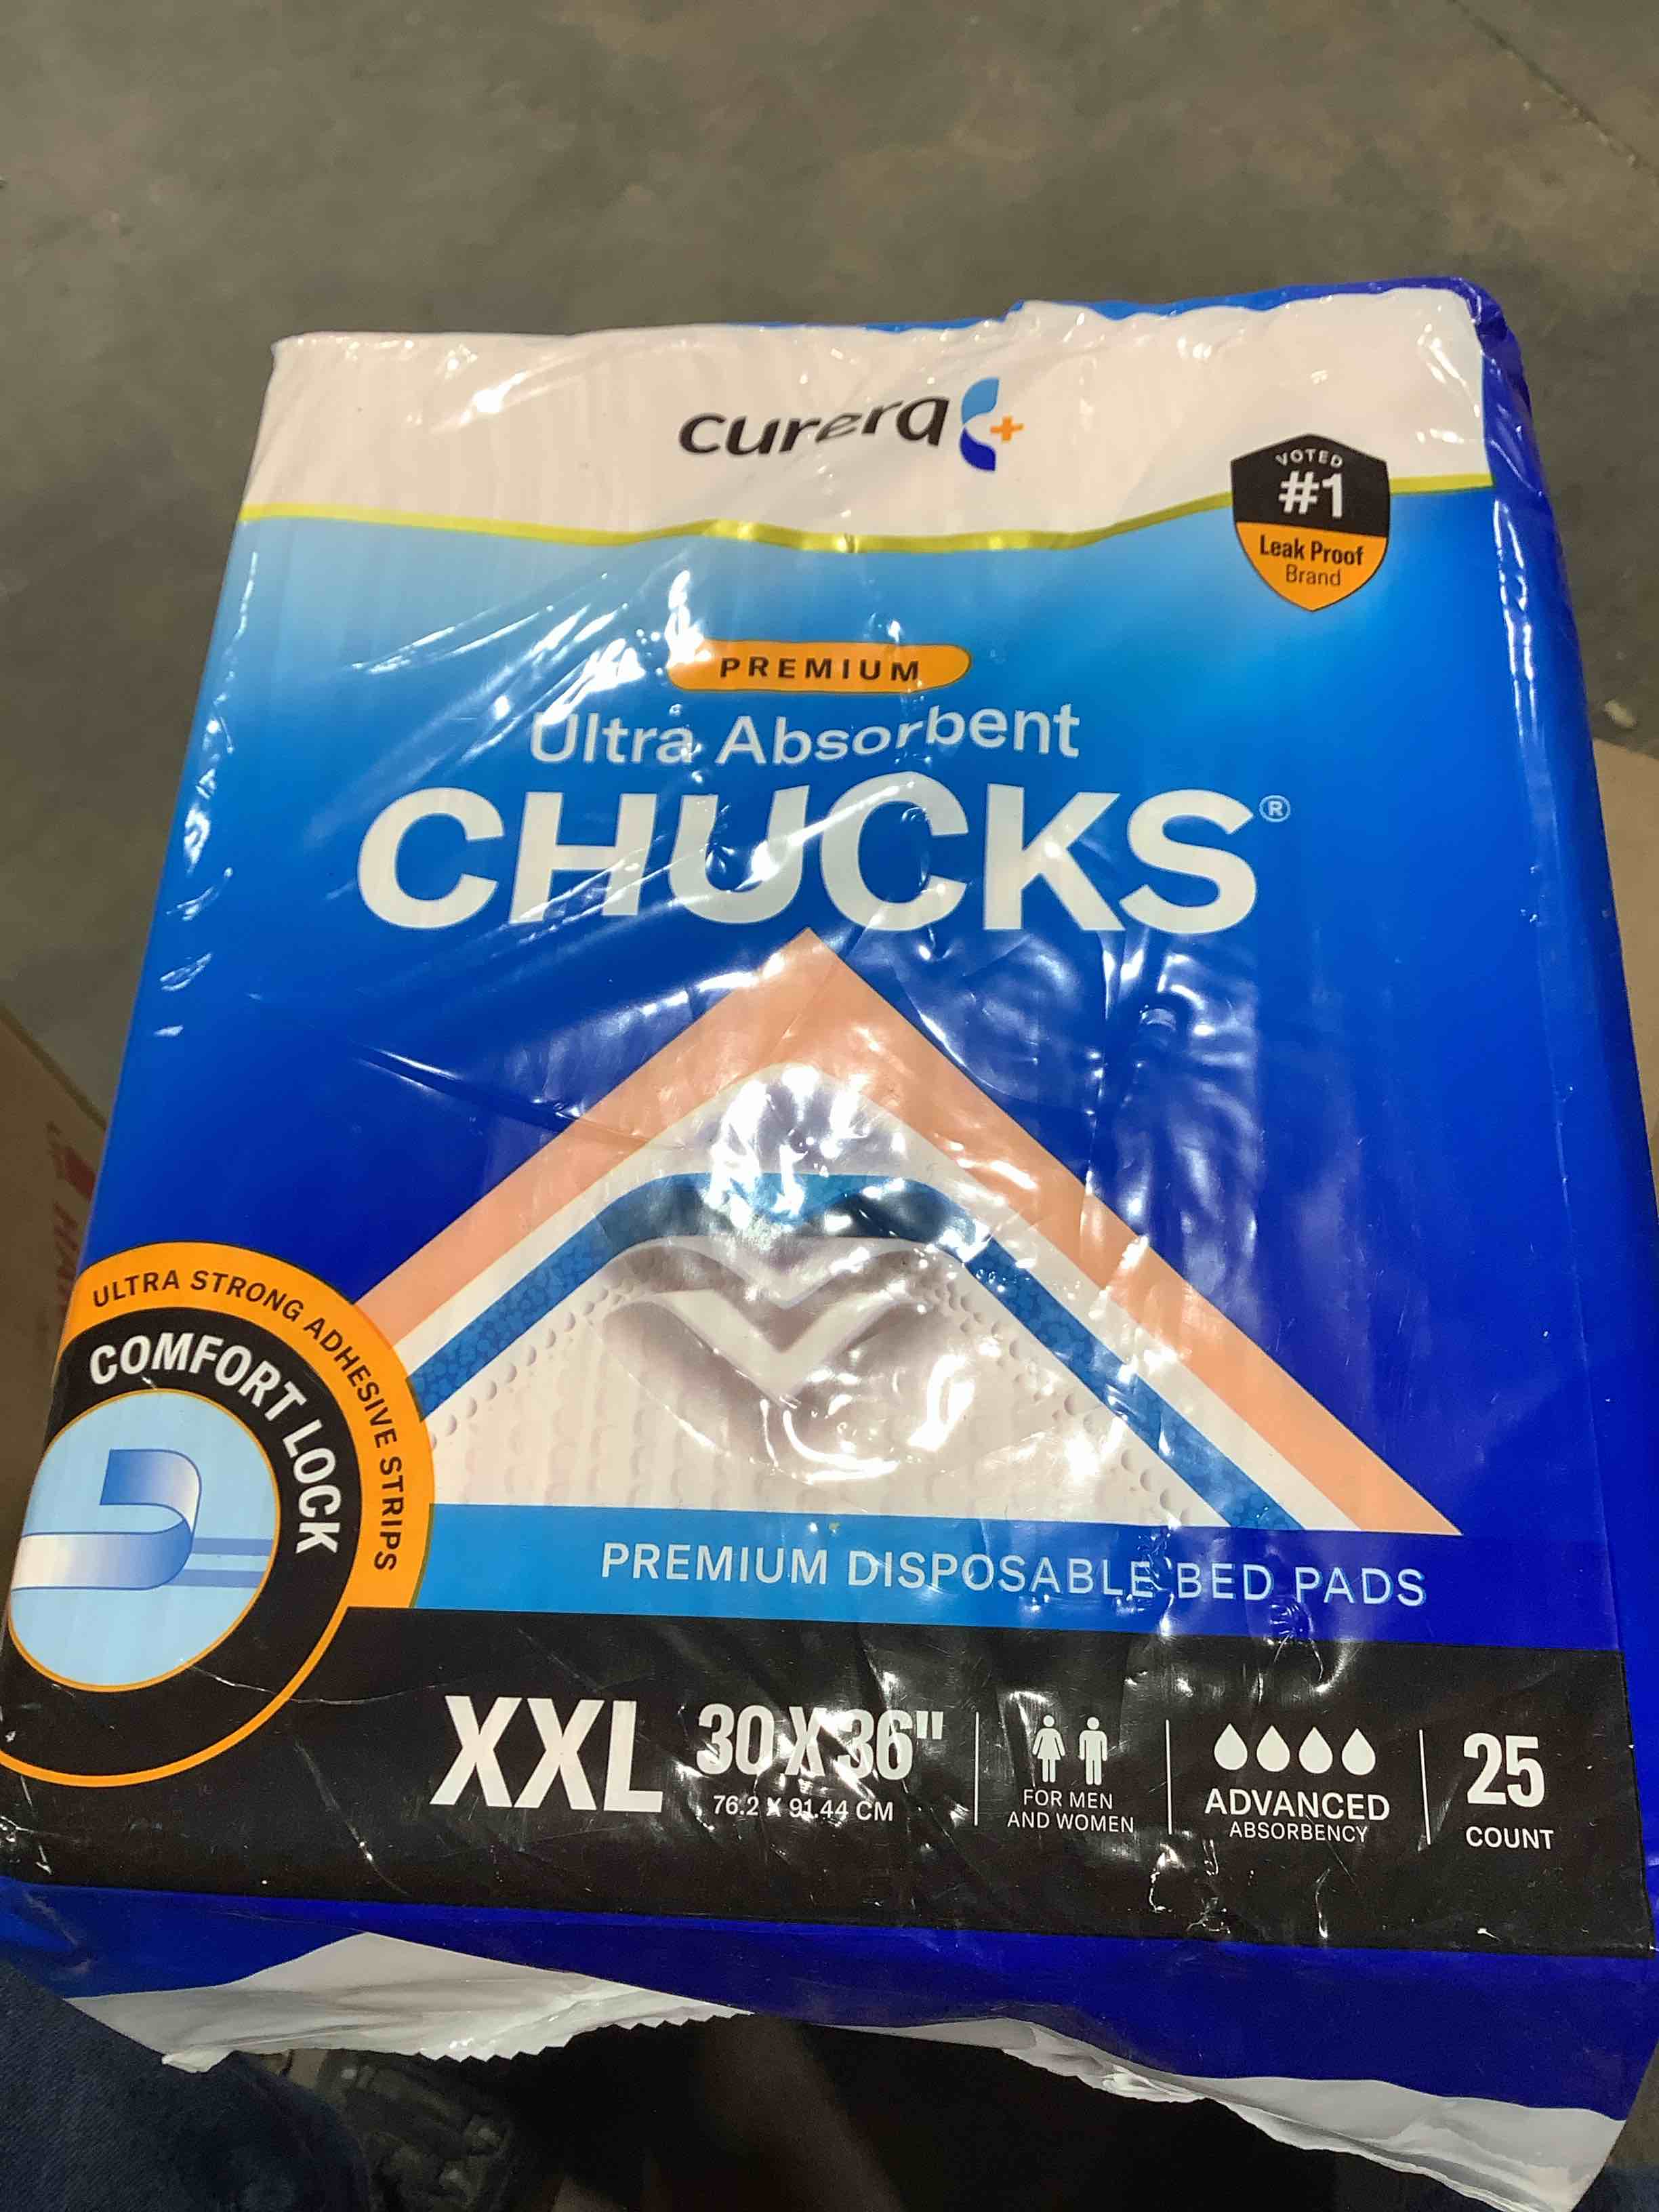 curera
VOTED
#1
Leak Proof
Brand
PREMIUM
Ultra Absorbent
CHUCKS®
ULTRA STRONG ADHESIVE STRIPS
COMFORT LOCK
PREMIUM DISPOSABLE BED PADS
XXL
30 X 36"
76.2 X 91.44 CM
FOR MEN
AND WOMEN
ADVANCED
ABSORBENCY
25
COUNT